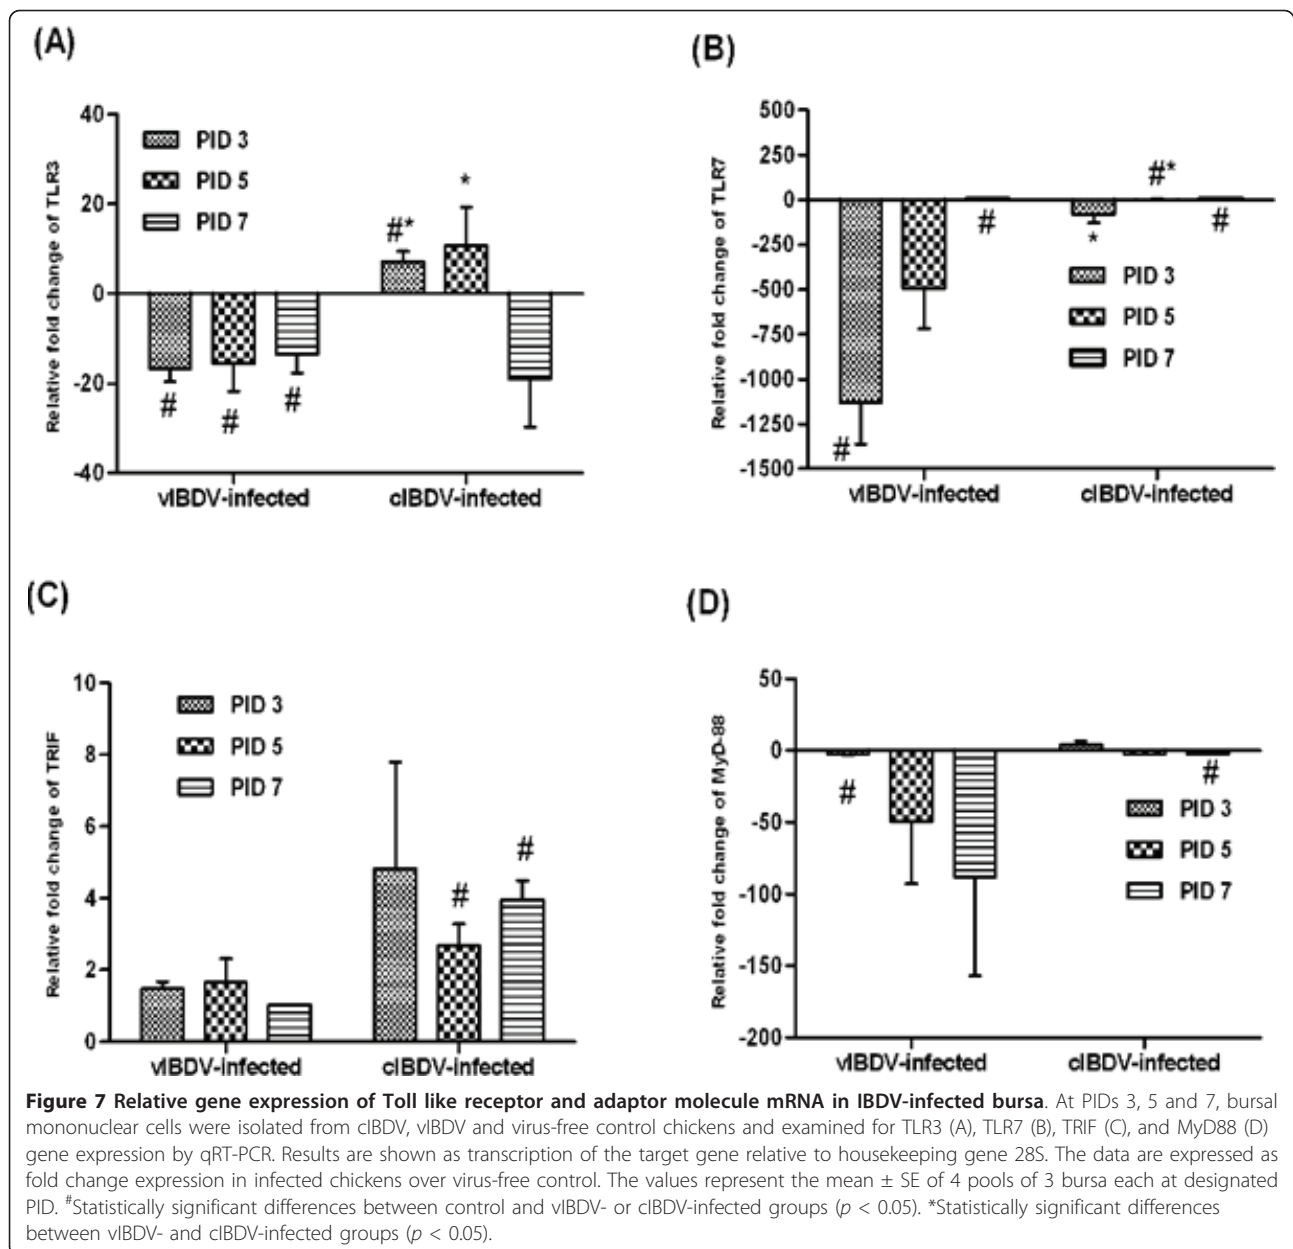 (A)
Relative fold change of TLR3
40
20
0
-20
-40
PID 3
PID 5
PID 7
#*
*
#
#
#
vIBDV-infected
cIBDV-infected
(B)
Relative fold change of TLR7
500
250
0
-250
-500
-750
-1000
-1250
-1500
#*
#
#
*
#
PID 3
PID 5
PID 7
vIBDV-infected
cIBDV-infected
(C)
Relative fold change of TRIF
10
8
6
4
2
0
PID 3
PID 5
PID 7
#
#
vIBDV-infected
cIBDV-infected
(D)
Relative fold change of MyD-88
50
0
-50
-100
-150
-200
#
#
PID 3
PID 5
PID 7
vIBDV-infected
cIBDV-infected
Figure 7 Relative gene expression of Toll like receptor and adaptor molecule mRNA in IBDV-infected bursa. At PIDs 3, 5 and 7, bursal
mononuclear cells were isolated from cIBDV, vIBDV and virus-free control chickens and examined for TLR3 (A), TLR7 (B), TRIF (C), and MyD88 (D)
gene expression by qRT-PCR. Results are shown as transcription of the target gene relative to housekeeping gene 28S. The data are expressed as
fold change expression in infected chickens over virus-free control. The values represent the mean ± SE of 4 pools of 3 bursa each at designated
PID. #Statistically significant differences between control and vIBDV- or cIBDV-infected groups (p < 0.05). *Statistically significant differences
between vIBDV- and cIBDV-infected groups (p < 0.05).